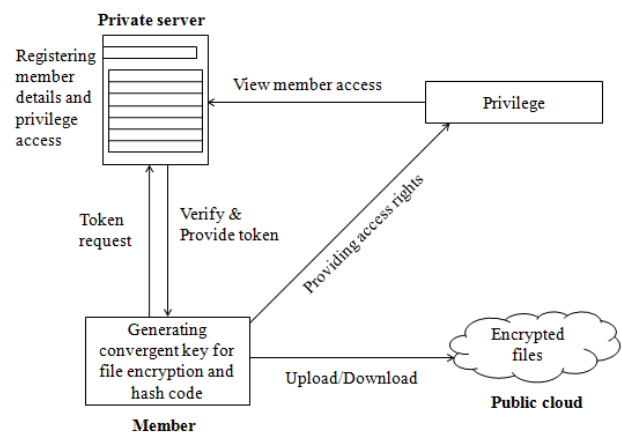 Private server
Registering
member
details and
privilege
access
View member access
Privilege
Token
request
Verify &
Provide token
Providing access rights
Generating
convergent key for
file encryption and
hash code
Member
Upload/Download
Encrypted
files
Public cloud